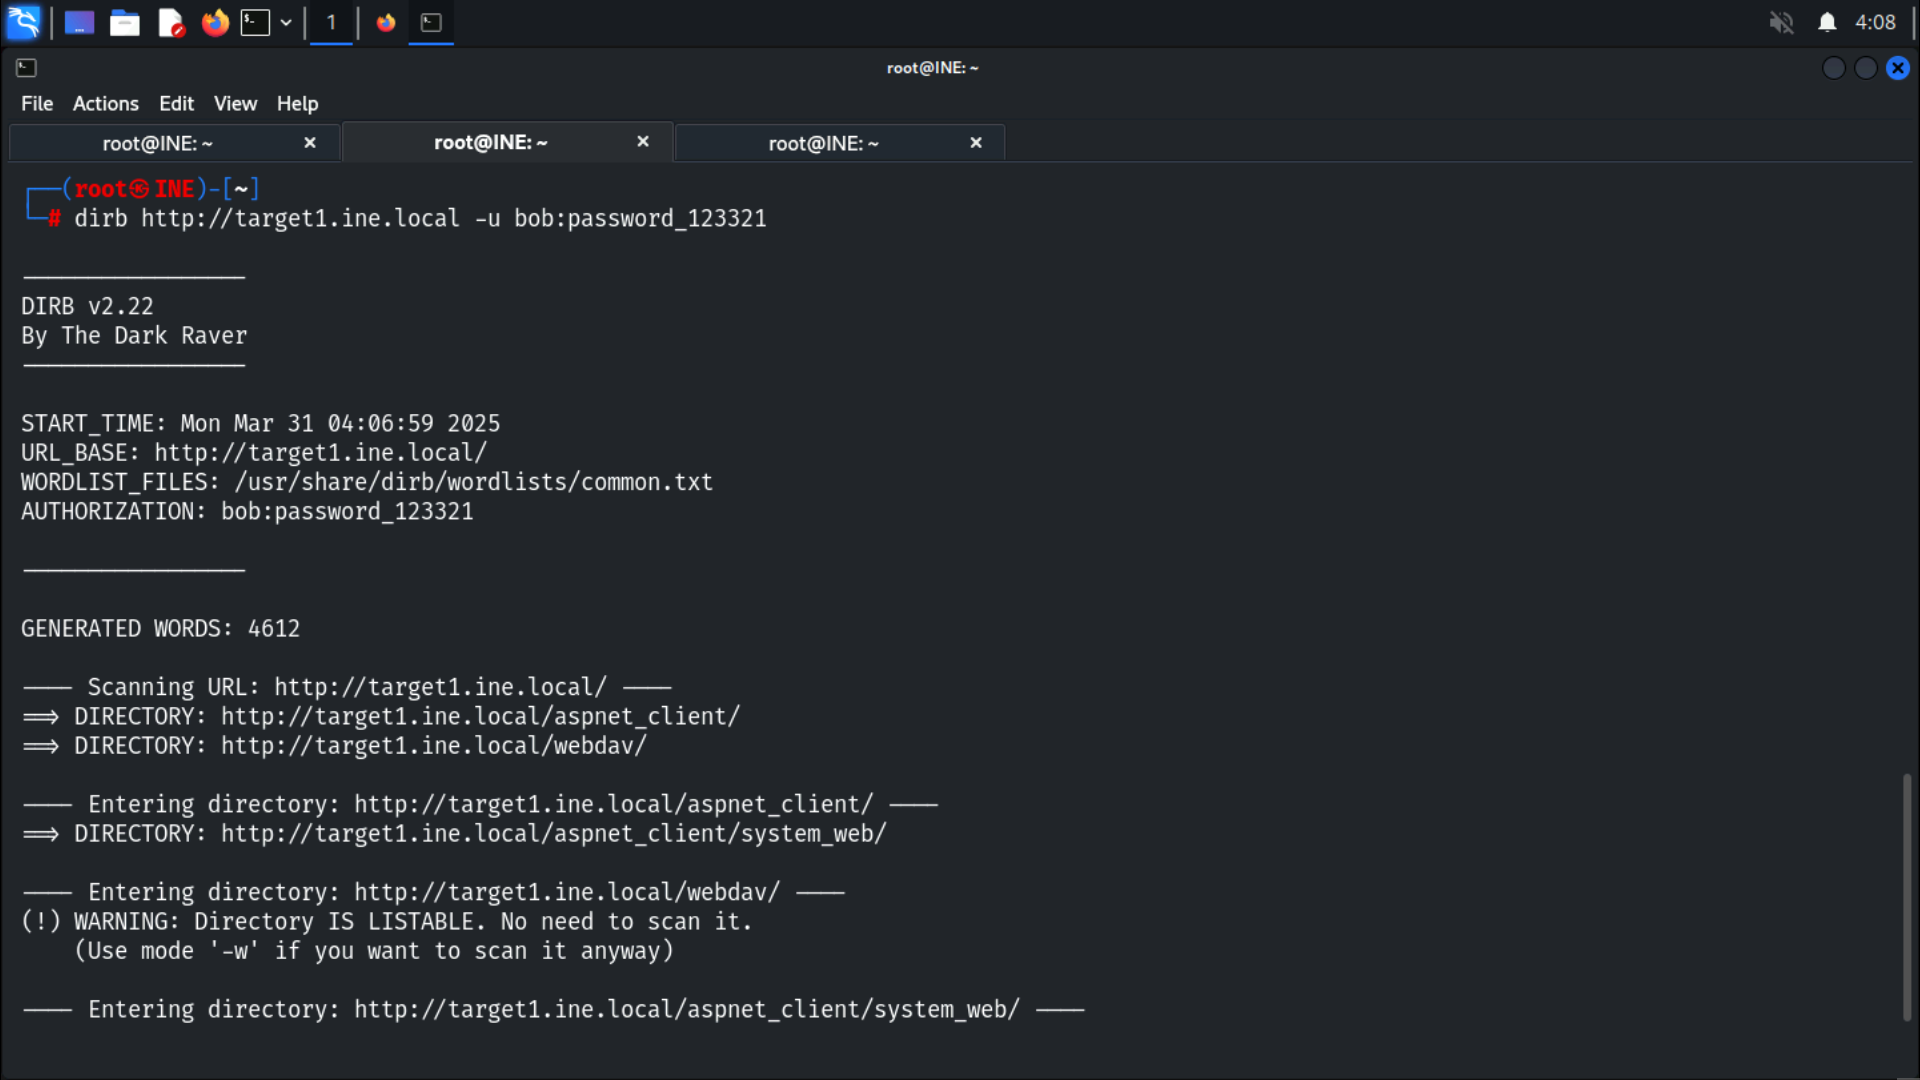 1
4:08
root@INE: ~
File Actions Edit View Help
root@INE: ~ × root@INE: ~ × root@INE: ~ ×
┌──(root㉿INE)-[~]
└─# dirb http://target1.ine.local -u bob:password_123321
-----------------
DIRB v2.22
By The Dark Raver
-----------------
START_TIME: Mon Mar 31 04:06:59 2025
URL_BASE: http://target1.ine.local/
WORDLIST_FILES: /usr/share/dirb/wordlists/common.txt
AUTHORIZATION: bob:password_123321
-----------------
GENERATED WORDS: 4612
---- Scanning URL: http://target1.ine.local/ ----
==> DIRECTORY: http://target1.ine.local/aspnet_client/
==> DIRECTORY: http://target1.ine.local/webdav/
---- Entering directory: http://target1.ine.local/aspnet_client/ ----
==> DIRECTORY: http://target1.ine.local/aspnet_client/system_web/
---- Entering directory: http://target1.ine.local/webdav/ ----
(!) WARNING: Directory IS LISTABLE. No need to scan it.
(Use mode '-w' if you want to scan it anyway)
---- Entering directory: http://target1.ine.local/aspnet_client/system_web/ ----